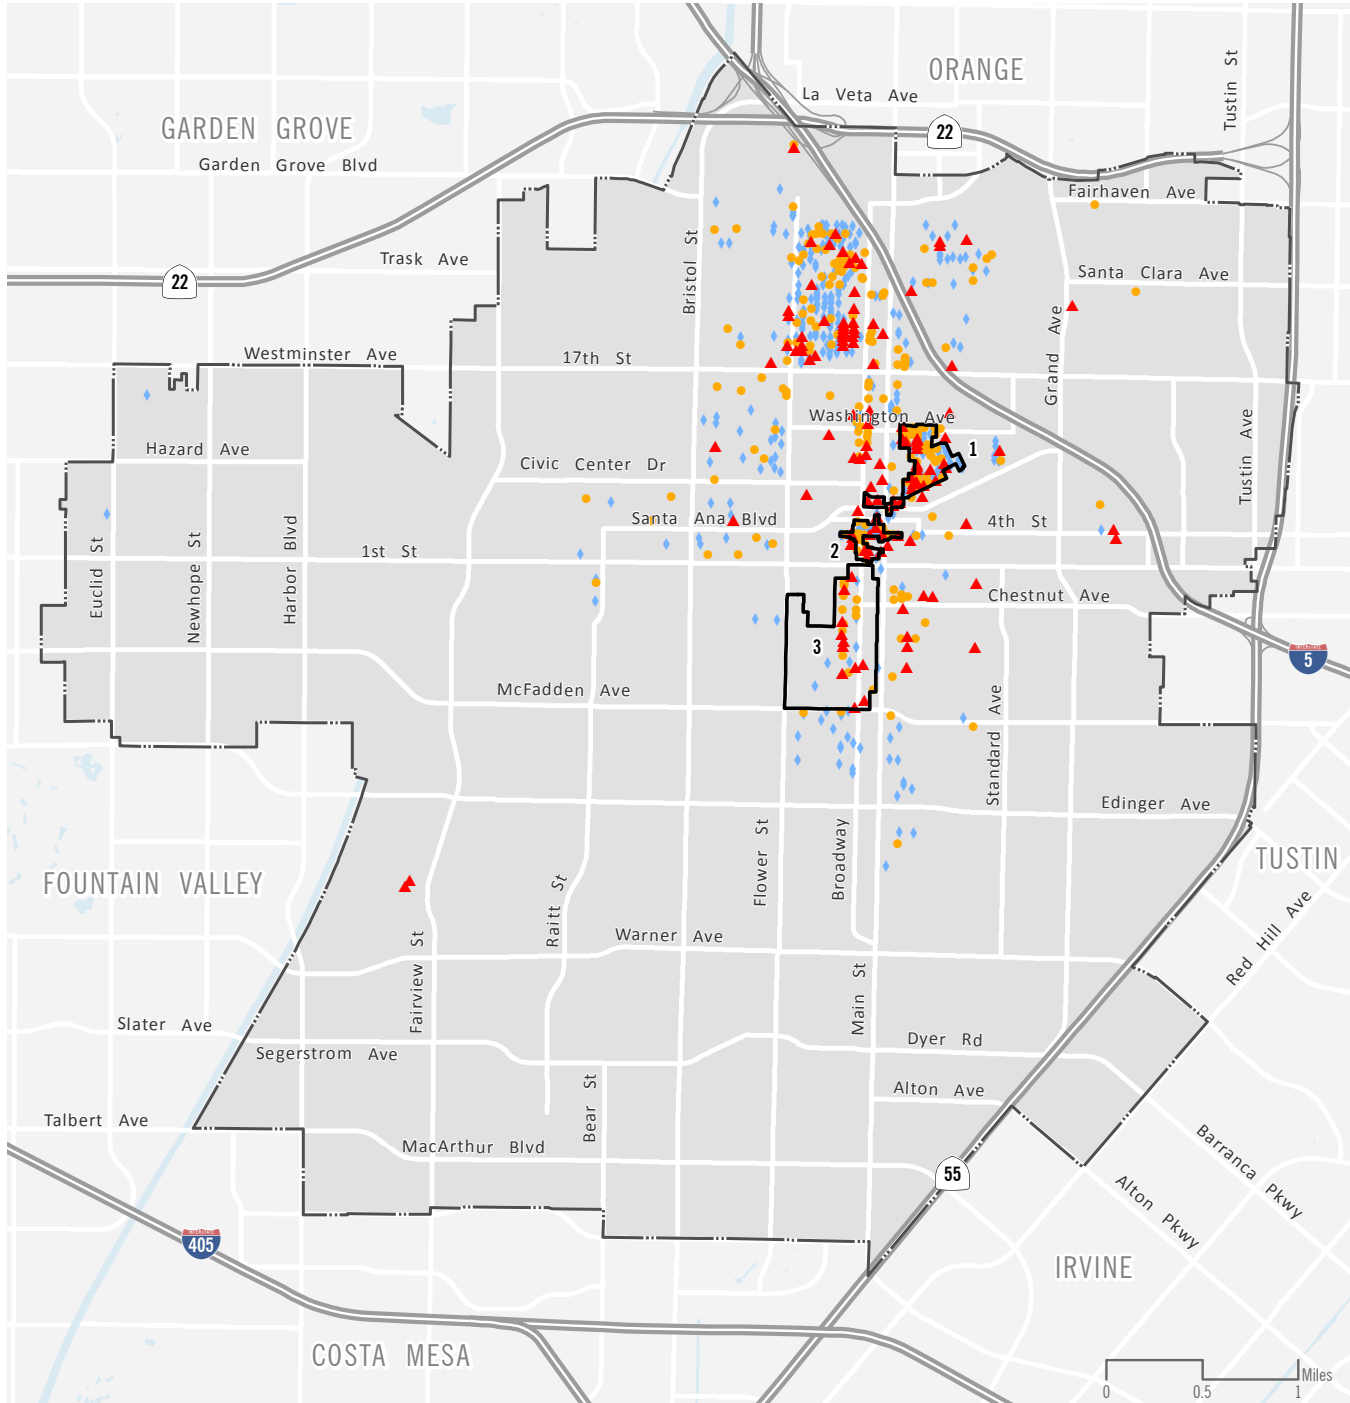 ORANGE
Tustin St
La Veta Ave
GARDEN GROVE
22
Garden Grove Blvd
Fairhaven Ave
Bristol St
Trask Ave
22
Santa Clara Ave
Grand Ave
Westminster Ave
17th St
Washington Ave
Tustin Ave
Hazard Ave
1
Civic Center Dr
Santa Ana Blvd
4th St
Euclid St
Newhope St
Harbor Blvd
1st St
2
Chestnut Ave
3
5
McFadden Ave
Standard Ave
Edinger Ave
Flower St
Broadway
TUSTIN
FOUNTAIN VALLEY
Raitt St
Red Hill Ave
Fairview St
Warner Ave
Main St
Slater Ave
Segerstrom Ave
Dyer Rd
Bear St
Alton Ave
Talbert Ave
MacArthur Blvd
Barranca Pkwy
55
Alton Pkwy
INTERSTATE
405
IRVINE
COSTA MESA
Miles
0 0.5 1